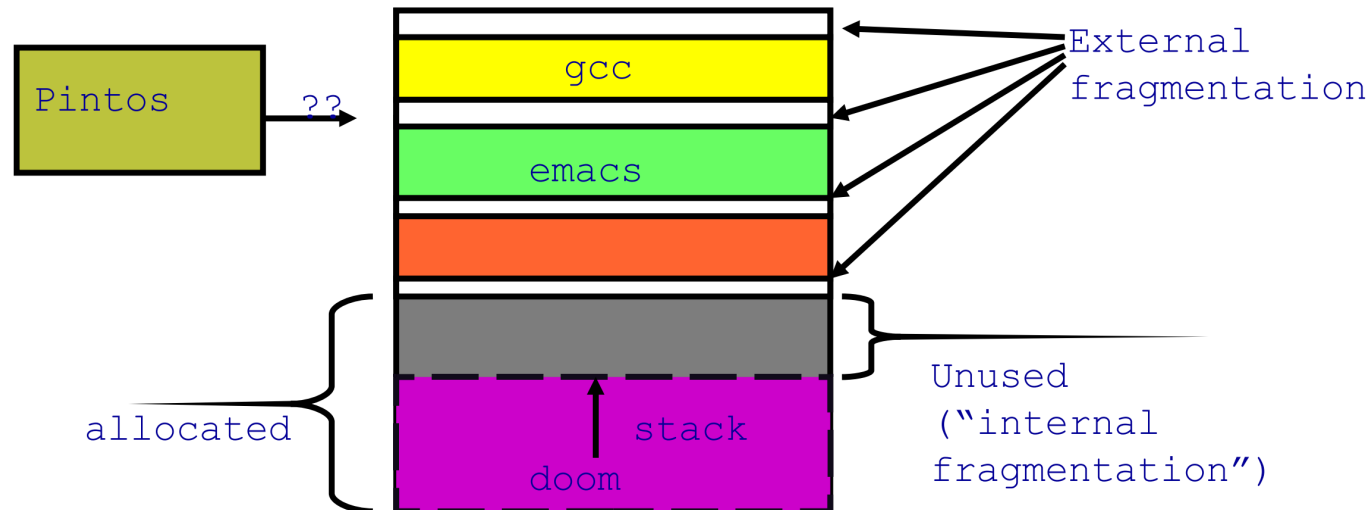 External
fragmentation
gcc
Pintos
??
emacs
Unused
("internal
fragmentation")
allocated
stack
doom